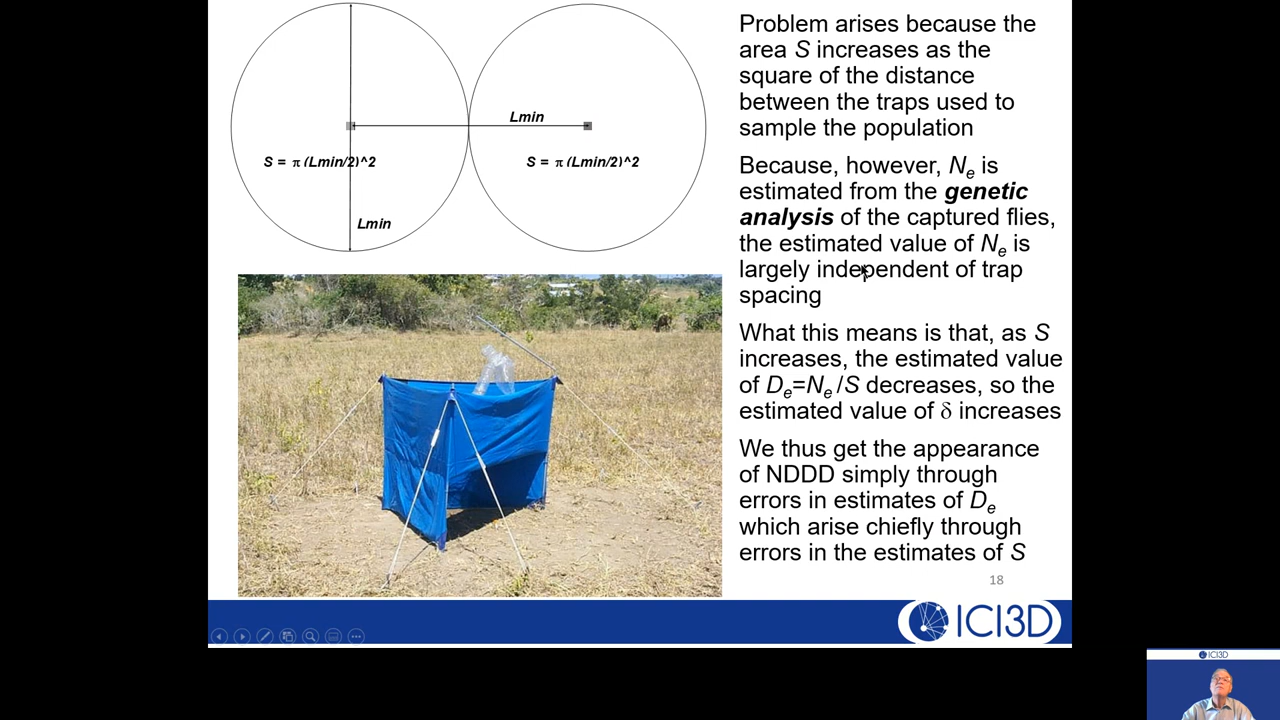 Lmin
S = π (Lmin/2)^2
S = π (Lmin/2)^2
Lmin
Problem arises because the
area S increases as the
square of the distance
between the traps used to
sample the population
Because, however, Ne is
estimated from the genetic
analysis of the captured flies,
the estimated value of Ne is
largely independent of trap
spacing
What this means is that, as S
increases, the estimated value
of De=Ne /S decreases, so the
estimated value of δ increases
We thus get the appearance
of NDDD simply through
errors in estimates of De
which arise chiefly through
errors in the estimates of S
18
ICI3D
ICI3D